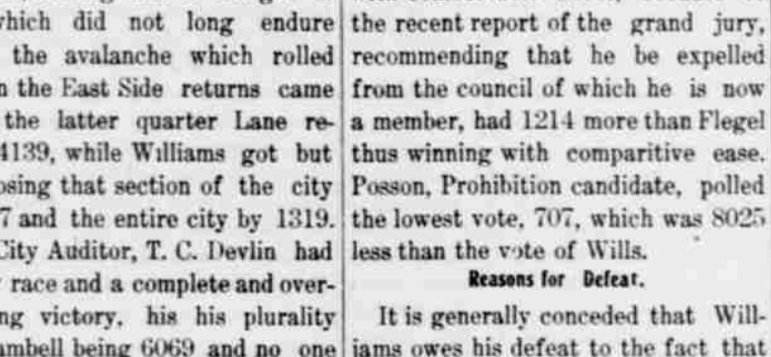 which did not long endure
the avalanche which rolled
the East Side returns came
the latter quarter Lane re-
4139, while Williams got but
that section of the city
7 and the entire city by 1319.
City Auditor, T. C. Devlin had
race and a complete and over-
victory, his his plurality
being 6069 and no one
the recent report of the grand jury,
recommending that he be expelled
from the council of which he is now
a member, had 1214 more than Flegel
thus winning with comparitive ease.
Posson, Prohibition candidate, polled
the lowest vote, 707, which was 8025
less than the vote of Wills.
Reasons for Defeat.
It is generally conceded that Will-
iams owes his defeat to the fact that